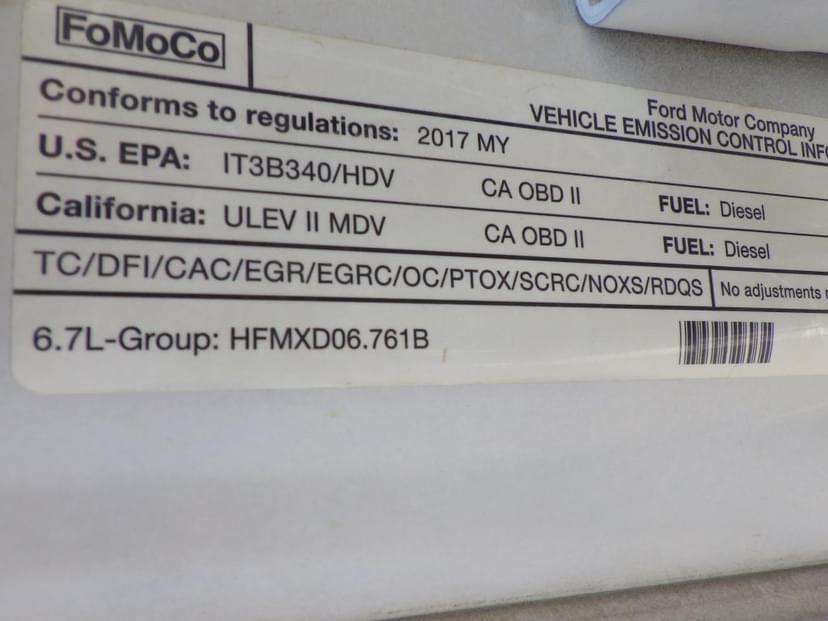 FoMoCo
Ford Motor Company
VEHICLE EMISSION CONTROL
Conforms to regulations: 2017 MY
U.S. EPA: IT3B340/HDV CA OBD II FUEL: Diesel
California: ULEV II MDV CA OBD II FUEL: Diesel
TC/DFI/CAC/EGR/EGRC/OC/PTOX/SCRC/NOXS/RDQS No adjustments
6.7L-Group: HFMXD06.761B